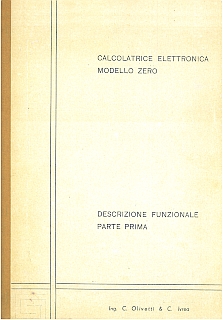 CALCOLATRICE ELETTRONICA
MODELLO ZERO
DESCRIZIONE FUNZIONALE
PARTE PRIMA
Ing. C. Olivetti & C. Ivrea